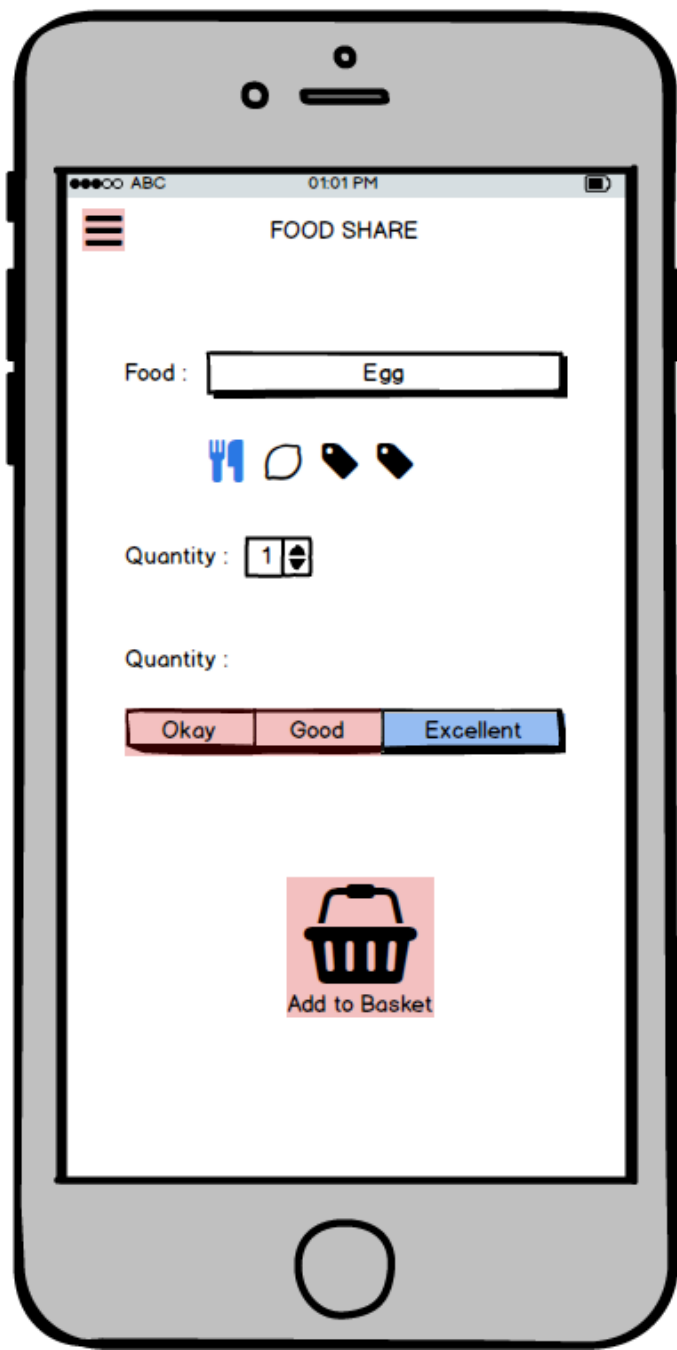 ABC 01:01 PM
FOOD SHARE
Food : Egg
Quantity : 1
Quantity :
Okay Good Excellent
Add to Basket